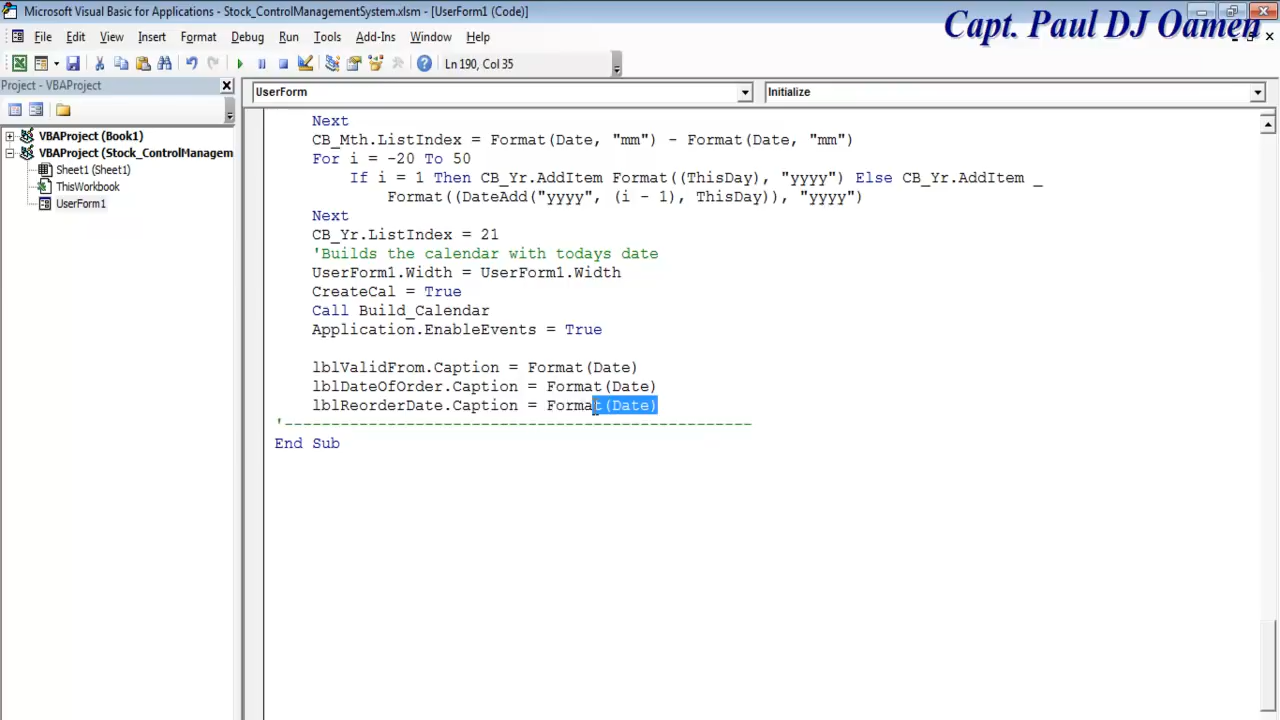 Microsoft Visual Basic for Applications - Stock_ControlManagementSystem.xlsm - [UserForm1 (Code)]
Capt. Paul DJ Oamen
File Edit View Insert Format Debug Run Tools Add-Ins Window Help
Ln 190, Col 35
Project - VBAProject
UserForm
Initialize
VBAProject (Book1)
VBAProject (Stock_ControlManagem
Sheet1 (Sheet1)
ThisWorkbook
UserForm1
Next
CB_Mth.ListIndex = Format(Date, "mm") - Format(Date, "mm")
For i = -20 To 50
If i = 1 Then CB_Yr.AddItem Format((ThisDay), "yyyy") Else CB_Yr.AddItem _
Format((DateAdd("yyyy", (i - 1), ThisDay)), "yyyy")
Next
CB_Yr.ListIndex = 21
'Builds the calendar with todays date
UserForm1.Width = UserForm1.Width
CreateCal = True
Call Build_Calendar
Application.EnableEvents = True
lblValidFrom.Caption = Format(Date)
lblDateOfOrder.Caption = Format(Date)
lblReorderDate.Caption = Format(Date)
'--------------------------------------------------
End Sub